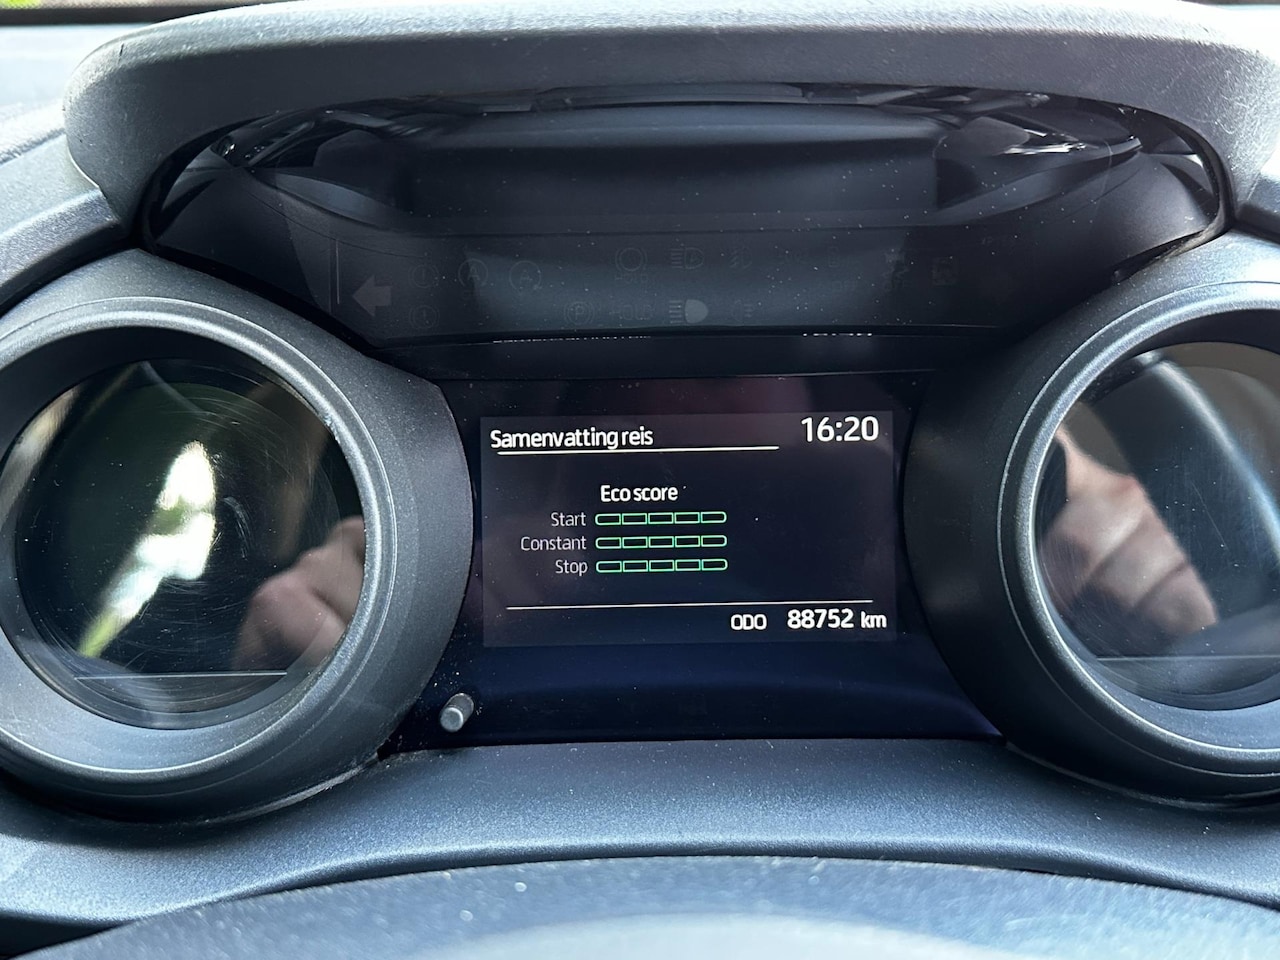 Samenvatting reis 16:20
Eco score
Start
Constant
Stop
ODO 88752 km